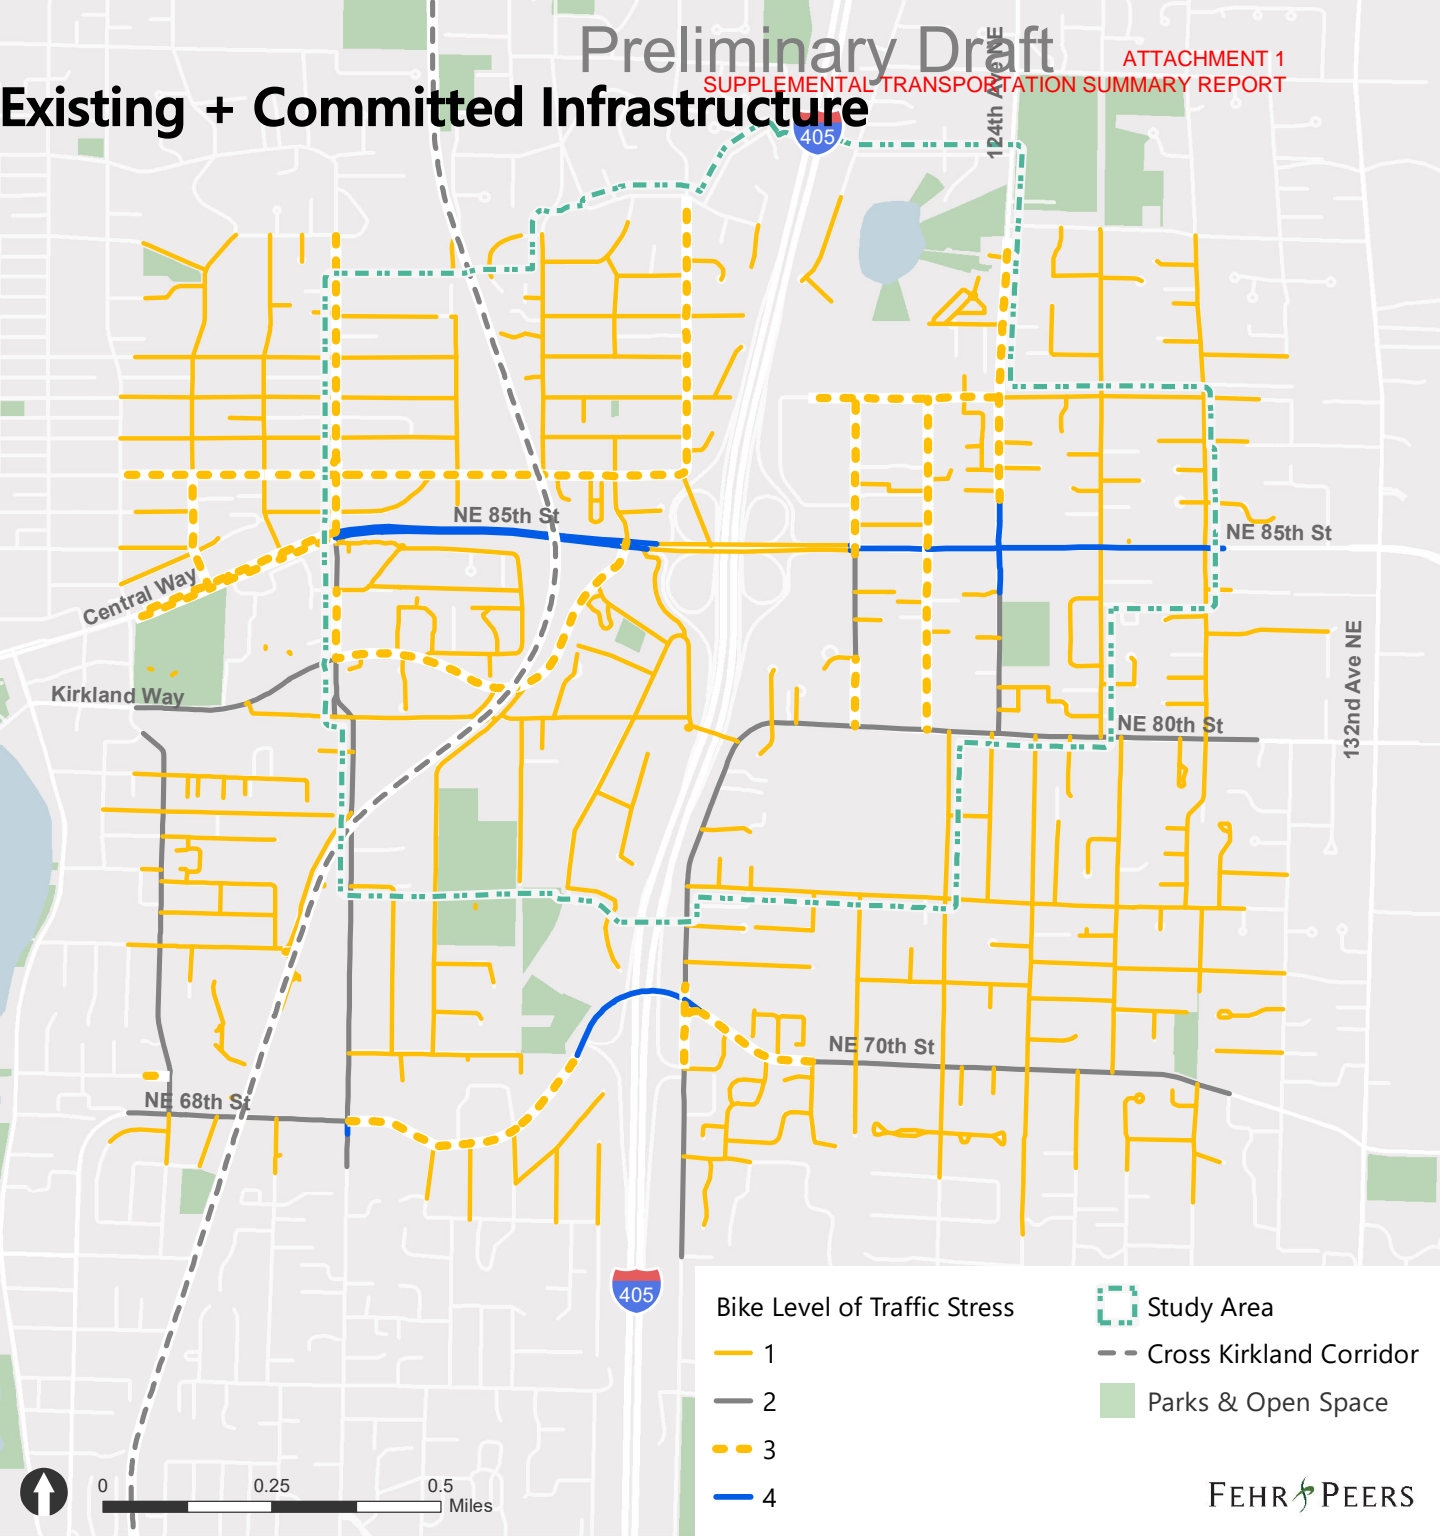 Preliminary Draft
ATTACHMENT 1
SUPPLEMENTAL TRANSPORTATION SUMMARY REPORT
Existing + Committed Infrastructure
124th Ave NE
405
NE 85th St
NE 85th St
Central Way
Kirkland Way
NE 80th St
132nd Ave NE
NE 70th St
NE 68th St
405
Bike Level of Traffic Stress
1
2
3
4
Study Area
Cross Kirkland Corridor
Parks & Open Space
0 0.25 0.5
Miles
FEHR PEERS